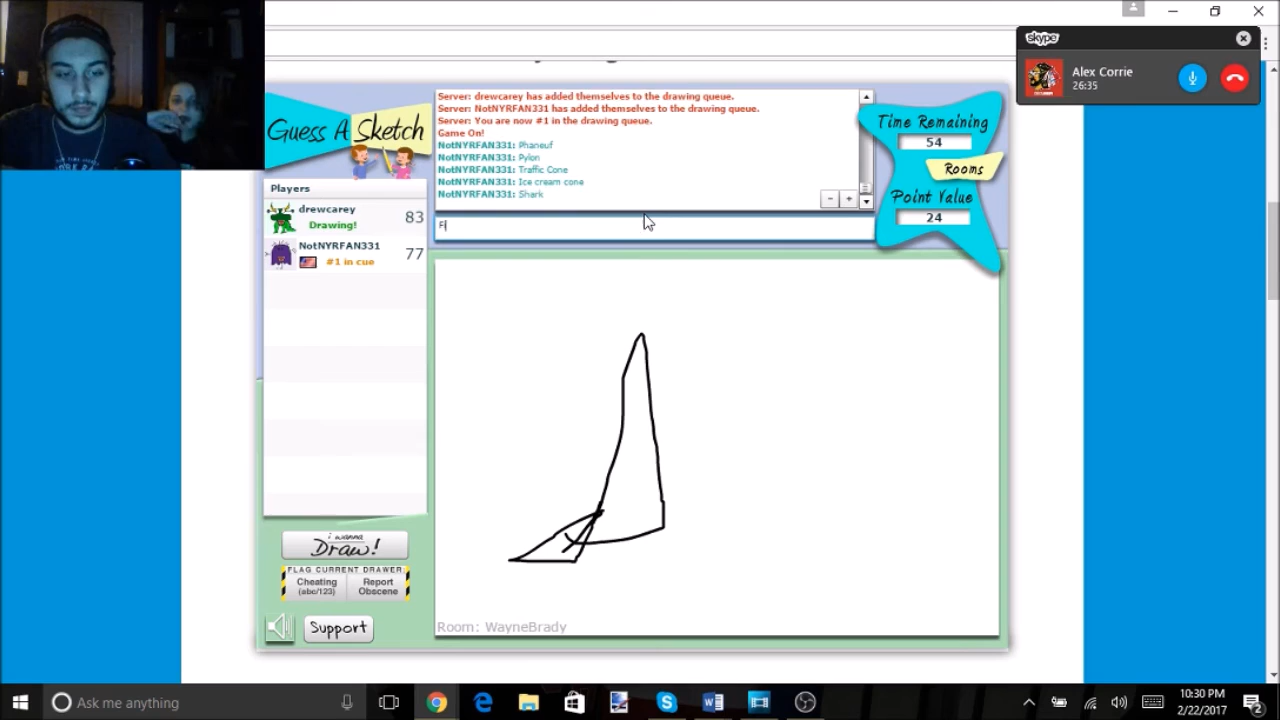 skype
Alex Corrie
26:35
Guess A Sketch
Server: drewcarey has added themselves to the drawing queue.
Server: NotNYRFAN331 has added themselves to the drawing queue.
Server: You are now #1 in the drawing queue.
Game On!
NotNYRFAN331: Phaneuf
NotNYRFAN331: Pylon
NotNYRFAN331: Traffic Cone
NotNYRFAN331: Ice cream cone
NotNYRFAN331: Shark
- +
Fi
Time Remaining
54
Rooms
Point Value
24
Players
drewcarey 83
Drawing!
NotNYRFAN331 77
#1 in cue
i wanna
Draw!
FLAG CURRENT DRAWER:
Cheating
(abc/123)
Report
Obscene
Support
Room: WayneBrady
Ask me anything
10:30 PM
2/22/2017
2